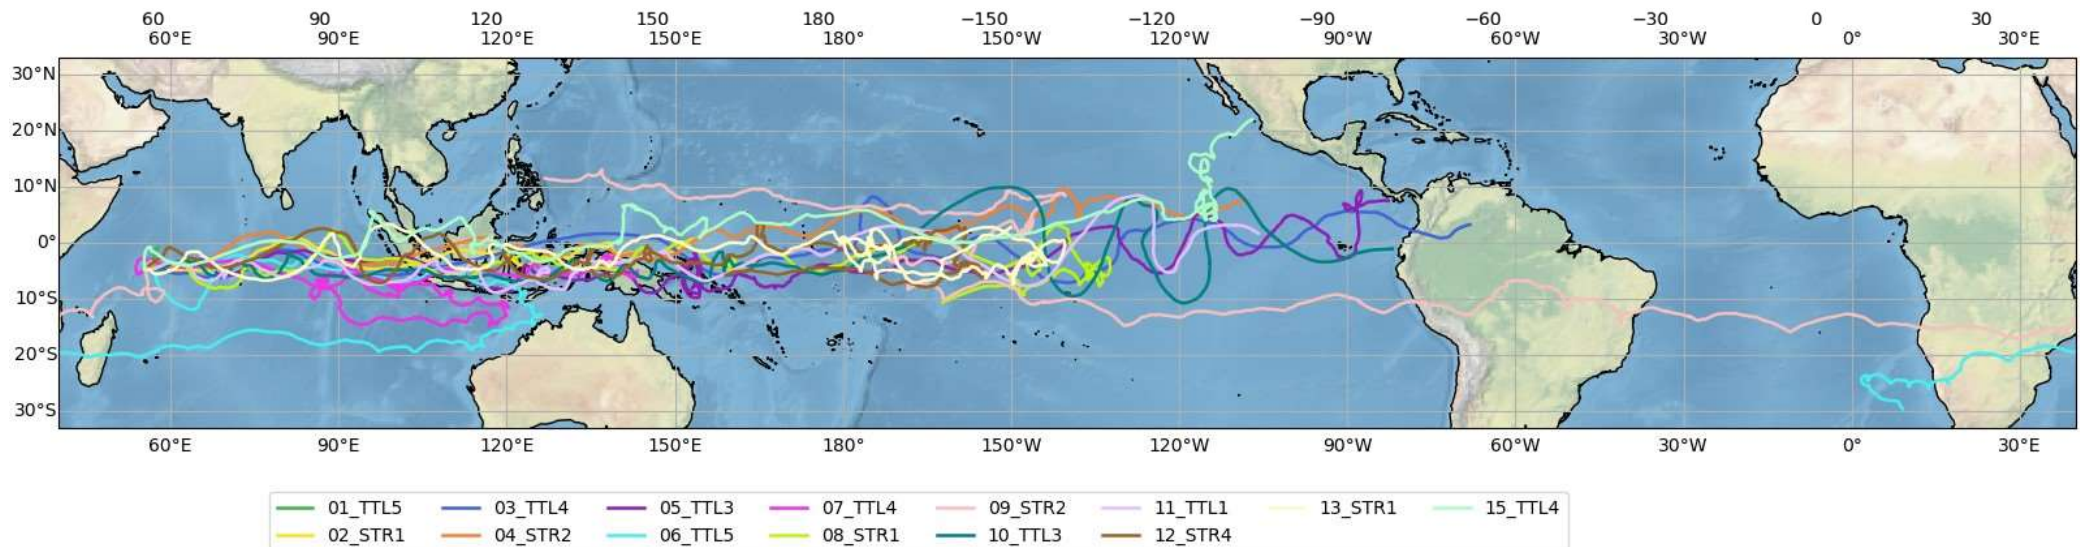 60 90 120 150 180 −150 −120 −90 −60 −30 0 30
60°E 90°E 120°E 150°E 180° 150°W 120°W 90°W 60°W 30°W 0° 30°E
30°N
20°N
10°N
0°
10°S
20°S
30°S
60°E 90°E 120°E 150°E 180° 150°W 120°W 90°W 60°W 30°W 0° 30°E
01_TTL5 03_TTL4 05_TTL3 07_TTL4 09_STR2 11_TTL1 13_STR1 15_TTL4
02_STR1 04_STR2 06_TTL5 08_STR1 10_TTL3 12_STR4